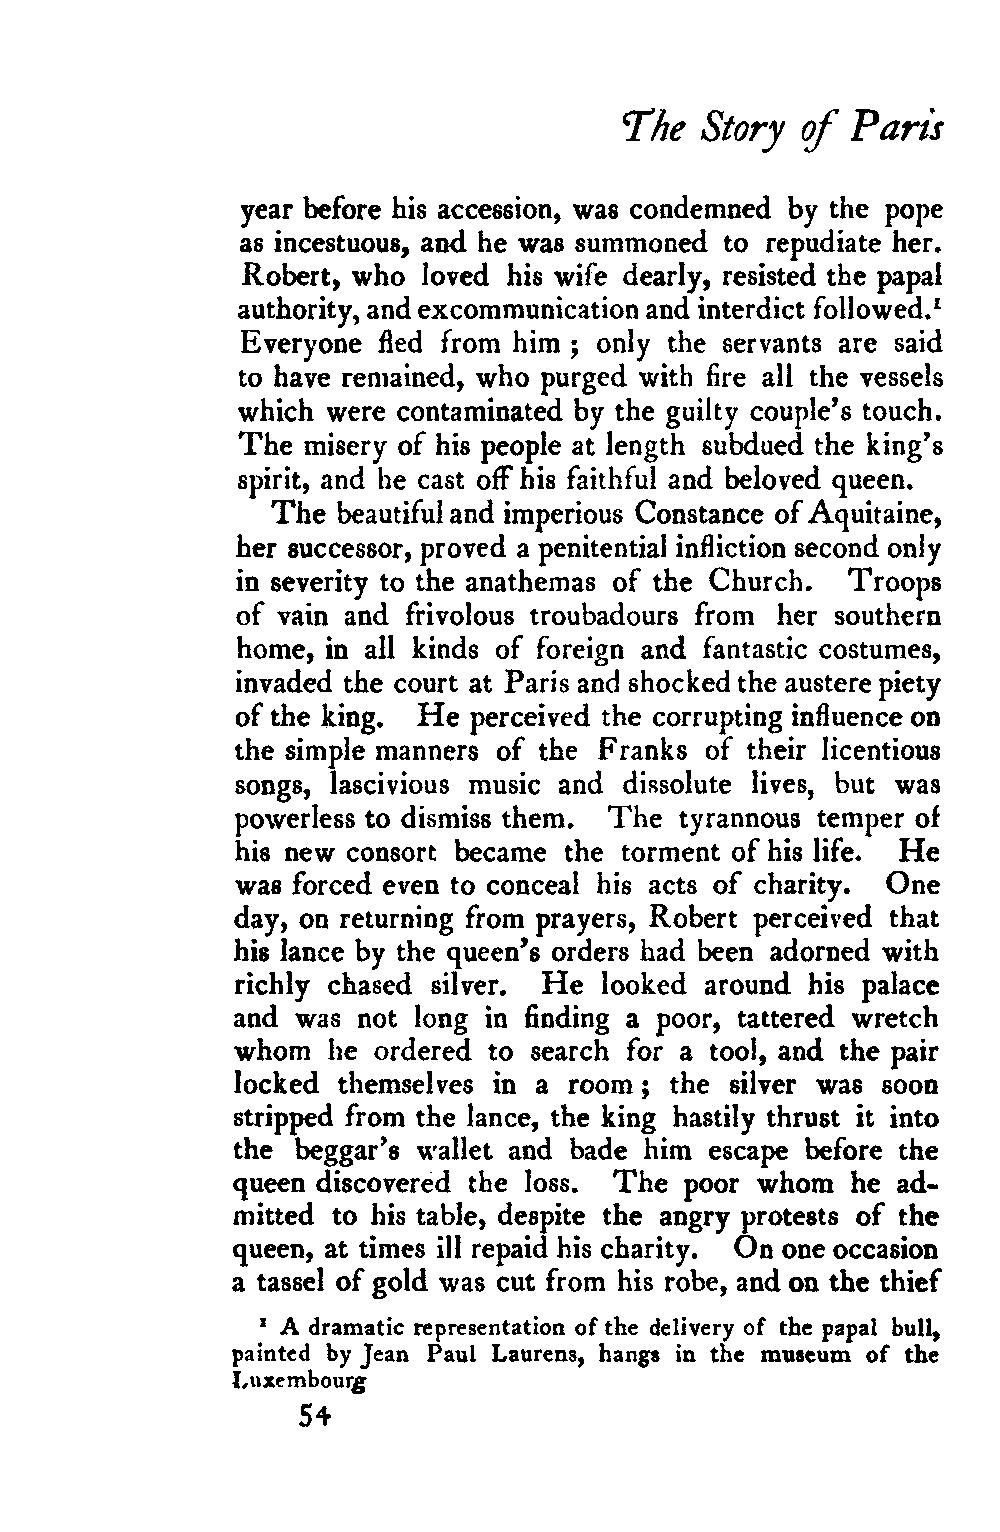 The Story of Paris
year before his accession, was condemned by the pope
as incestuous, and he was summoned to repudiate her.
Robert, who loved his wife dearly, resisted the papal
authority, and excommunication and interdict followed.¹
Everyone fled from him ; only the servants are said
to have remained, who purged with fire all the vessels
which were contaminated by the guilty couple's touch.
The misery of his people at length subdued the king's
spirit, and he cast off his faithful and beloved queen.
The beautiful and imperious Constance of Aquitaine,
her successor, proved a penitential infliction second only
in severity to the anathemas of the Church. Troops
of vain and frivolous troubadours from her southern
home, in all kinds of foreign and fantastic costumes,
invaded the court at Paris and shocked the austere piety
of the king. He perceived the corrupting influence on
the simple manners of the Franks of their licentious
songs, lascivious music and dissolute lives, but was
powerless to dismiss them. The tyrannous temper of
his new consort became the torment of his life. He
was forced even to conceal his acts of charity. One
day, on returning from prayers, Robert perceived that
his lance by the queen's orders had been adorned with
richly chased silver. He looked around his palace
and was not long in finding a poor, tattered wretch
whom he ordered to search for a tool, and the pair
locked themselves in a room ; the silver was soon
stripped from the lance, the king hastily thrust it into
the beggar's wallet and bade him escape before the
queen discovered the loss. The poor whom he ad-
mitted to his table, despite the angry protests of the
queen, at times ill repaid his charity. On one occasion
a tassel of gold was cut from his robe, and on the thief
¹ A dramatic representation of the delivery of the papal bull,
painted by Jean Paul Laurens, hangs in the museum of the
Luxembourg
54